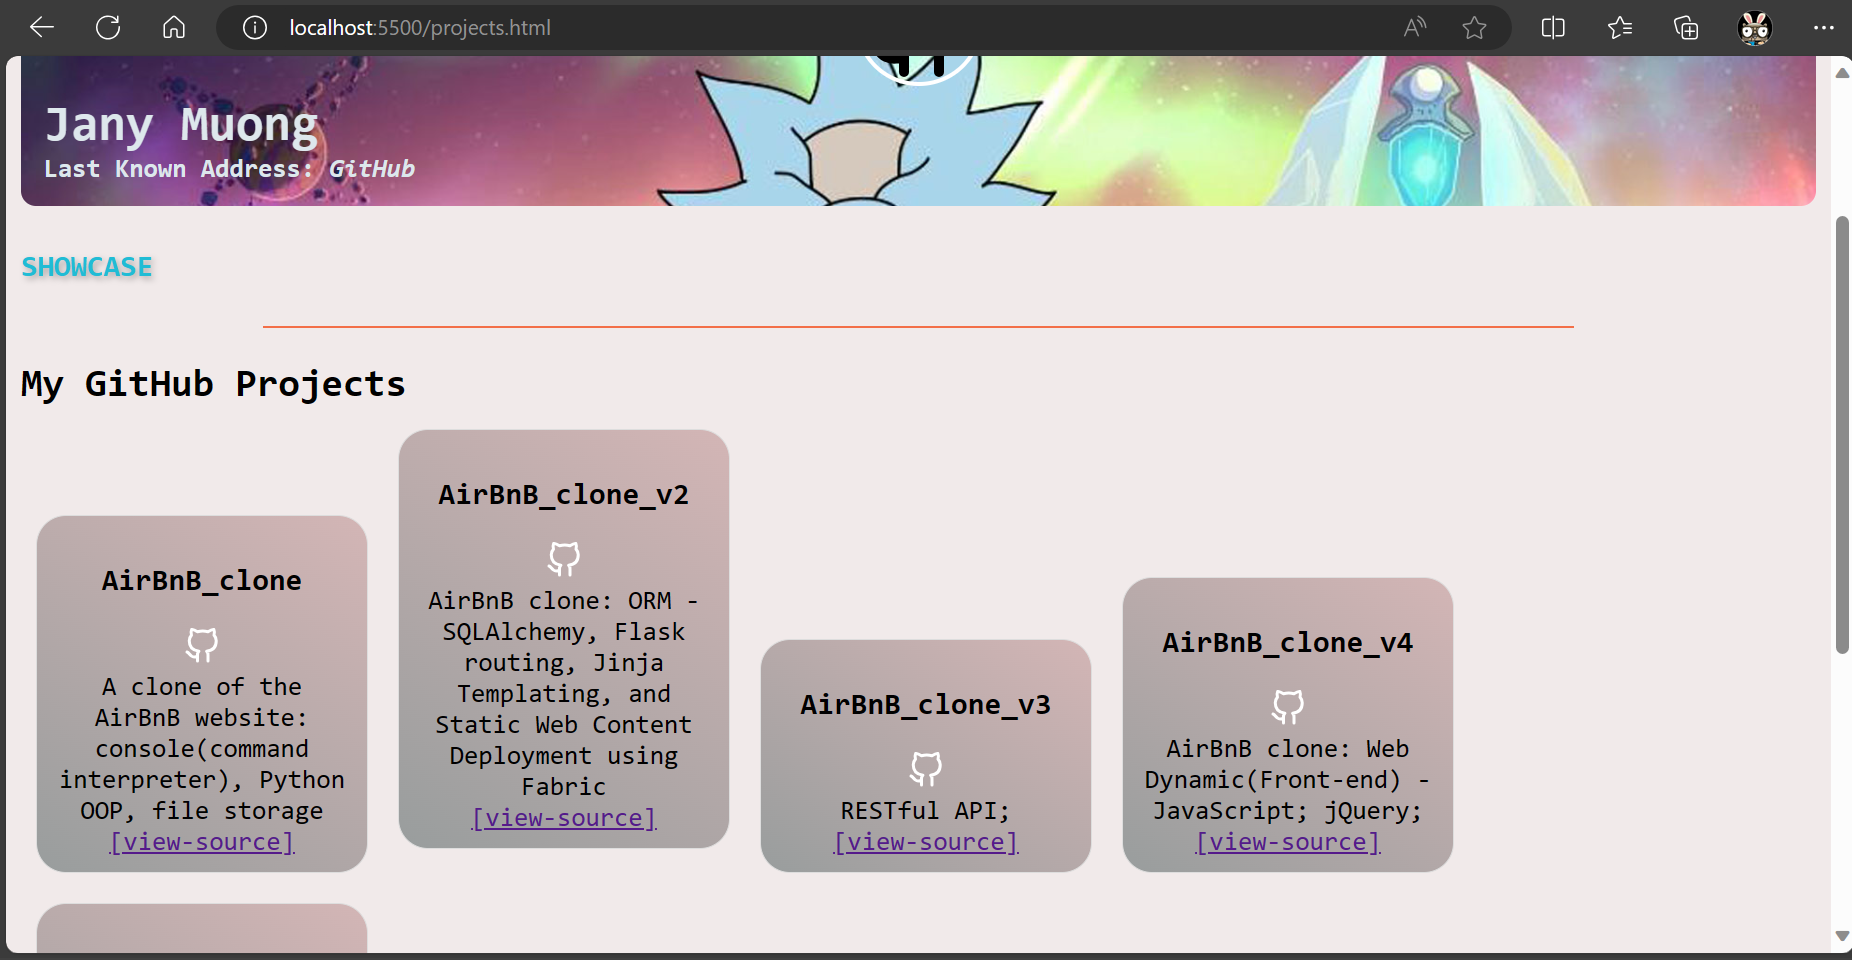 localhost:5500/projects.html
Jany Muong
Last Known Address: GitHub
SHOWCASE
My GitHub Projects
AirBnB_clone
A clone of the
AirBnB website:
console(command
interpreter), Python
OOP, file storage
[view-source]
AirBnB_clone_v2
AirBnB clone: ORM -
SQLAlchemy, Flask
routing, Jinja
Templating, and
Static Web Content
Deployment using
Fabric
[view-source]
AirBnB_clone_v3
RESTful API;
[view-source]
AirBnB_clone_v4
AirBnB clone: Web
Dynamic(Front-end) -
JavaScript; jQuery;
[view-source]